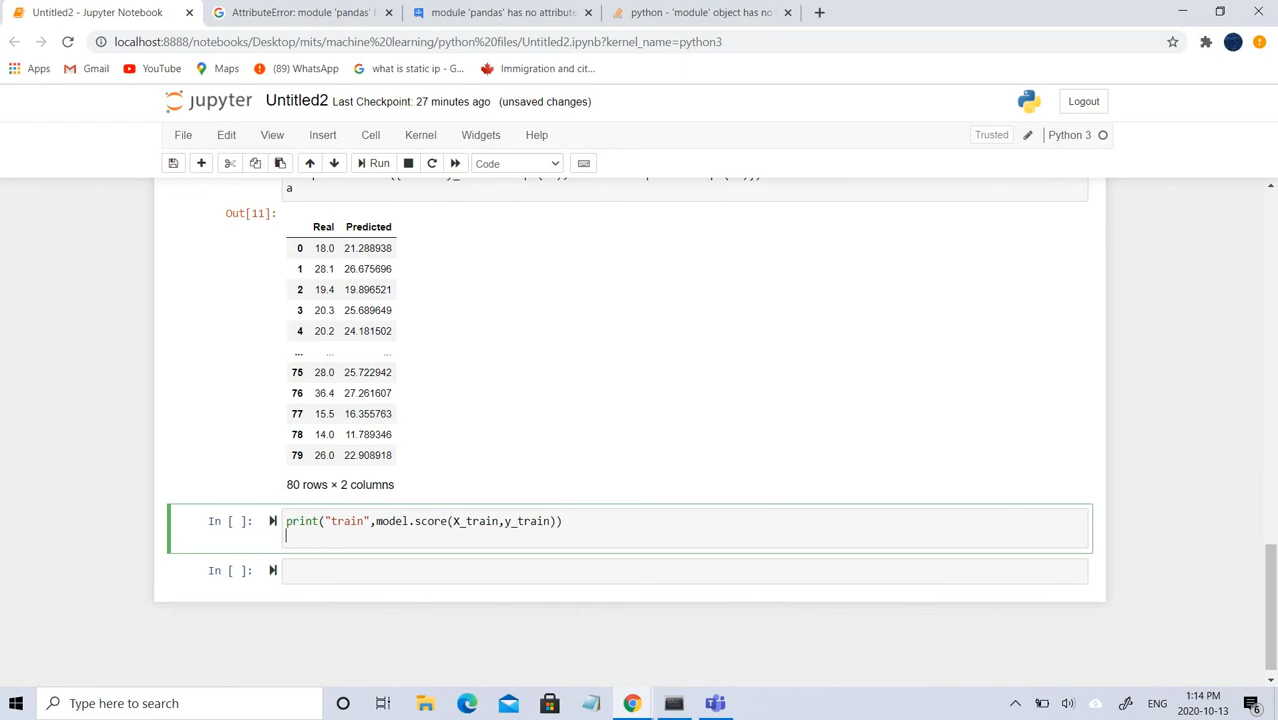 Untitled2 - Jupyter Notebook
AttributeError: module 'pandas' h
module 'pandas' has no attribute
python - 'module' object has no
localhost:8888/notebooks/Desktop/mits/machine%20learning/python%20files/Untitled2.ipynb?kernel_name=python3
Apps
Gmail
YouTube
Maps
(89) WhatsApp
what is static ip - G...
Immigration and cit...
jupyter Untitled2 Last Checkpoint: 27 minutes ago (unsaved changes)
Logout
File Edit View Insert Cell Kernel Widgets Help
Trusted
Python 3
Run
Code
a
Out[11]:
Real Predicted
0 18.0 21.288938
1 28.1 26.675696
2 19.4 19.896521
3 20.3 25.689649
4 20.2 24.181502
... ... ...
75 28.0 25.722942
76 36.4 27.261607
77 15.5 16.355763
78 14.0 11.789346
79 26.0 22.908918
80 rows × 2 columns
In [ ]: print("train",model.score(X_train,y_train))
In [ ]:
Type here to search
ENG
1:14 PM
2020-10-13
6